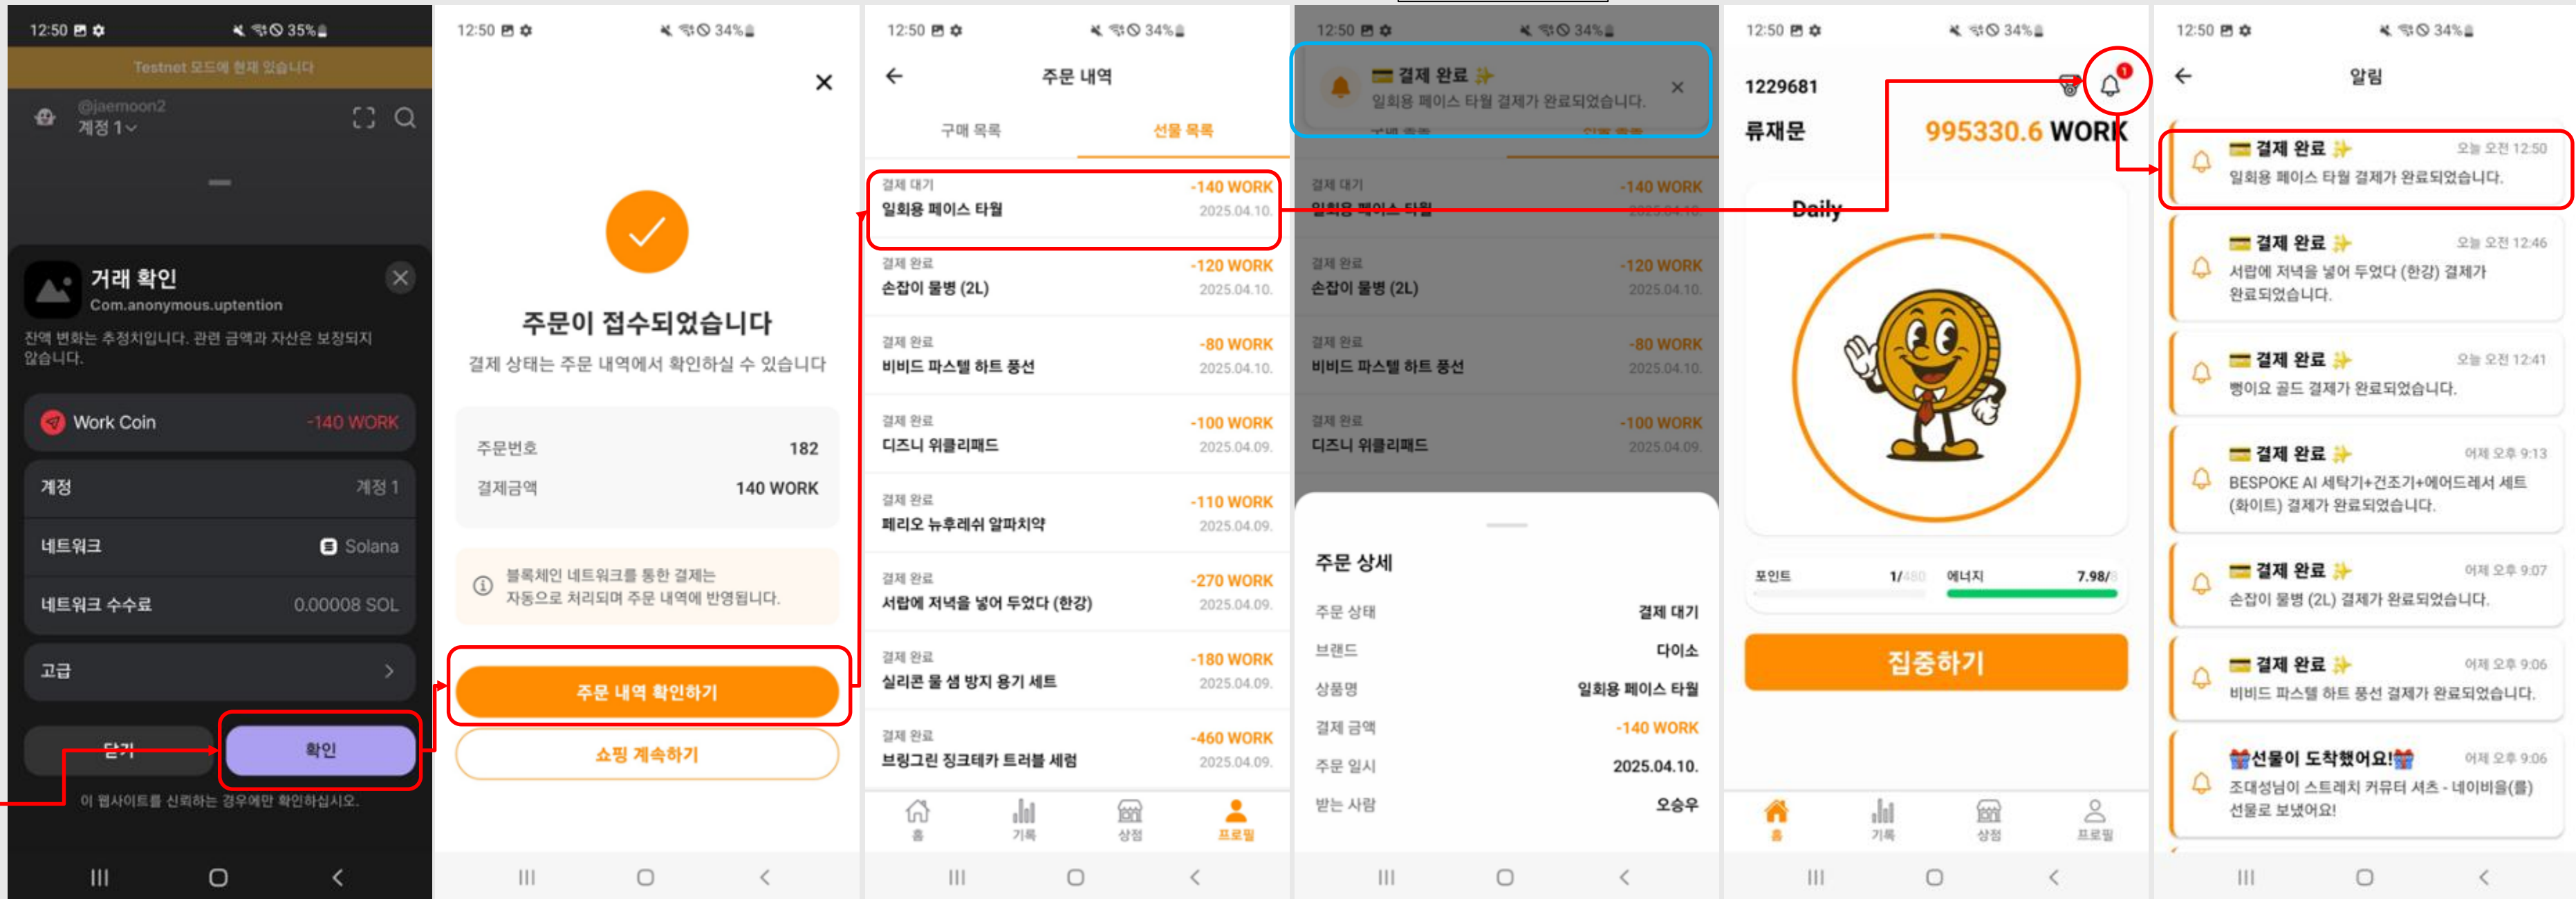 12:50 35%
Testnet 모드에 현재 있습니다
@jaemoon2
계정 1
거래 확인
Com.anonymous.uptention
잔액 변화는 추정치입니다. 관련 금액과 자산은 보장되지
않습니다.
Work Coin -140 WORK
계정 계정 1
네트워크 Solana
네트워크 수수료 0.00008 SOL
고급
닫기 확인
이 웹사이트를 신뢰하는 경우에만 확인하십시오.
12:50 34%
주문이 접수되었습니다
결제 상태는 주문 내역에서 확인하실 수 있습니다
주문번호 182
결제금액 140 WORK
블록체인 네트워크를 통한 결제는
자동으로 처리되며 주문 내역에 반영됩니다.
주문 내역 확인하기
쇼핑 계속하기
12:50 34%
주문 내역
구매 목록 선물 목록
결제 대기 -140 WORK
일회용 페이스 타월 2025.04.10.
결제 완료 -120 WORK
손잡이 물병 (2L) 2025.04.10.
결제 완료 -80 WORK
비비드 파스텔 하트 풍선 2025.04.10.
결제 완료 -100 WORK
디즈니 위클리패드 2025.04.09.
결제 완료 -110 WORK
페리오 뉴후레쉬 알파치약 2025.04.09.
결제 완료 -270 WORK
서랍에 저녁을 넣어 두었다 (한강) 2025.04.09.
결제 완료 -180 WORK
실리콘 물 샘 방지 용기 세트 2025.04.09.
결제 완료 -460 WORK
브링그린 징크테카 트러블 세럼 2025.04.09.
홈 기록 상점 프로필
12:50 34%
결제 완료
일회용 페이스 타월 결제가 완료되었습니다.
구매 목록 선물 목록
결제 대기 -140 WORK
일회용 페이스 타월 2025.04.10.
결제 완료 -120 WORK
손잡이 물병 (2L) 2025.04.10.
결제 완료 -80 WORK
비비드 파스텔 하트 풍선 2025.04.10.
결제 완료 -100 WORK
디즈니 위클리패드 2025.04.09.
주문 상세
주문 상태 결제 대기
브랜드 다이소
상품명 일회용 페이스 타월
결제 금액 -140 WORK
주문 일시 2025.04.10.
받는 사람 오승우
12:50 34%
1229681 1
류재문 995330.6 WORK
Daily
포인트 1/480 에너지 7.98/8
집중하기
홈 기록 상점 프로필
12:50 34%
알림
결제 완료 오늘 오전 12:50
일회용 페이스 타월 결제가 완료되었습니다.
결제 완료 오늘 오전 12:46
서랍에 저녁을 넣어 두었다 (한강) 결제가
완료되었습니다.
결제 완료 오늘 오전 12:41
뻥이요 골드 결제가 완료되었습니다.
결제 완료 어제 오후 9:13
BESPOKE AI 세탁기+건조기+에어드레서 세트
(화이트) 결제가 완료되었습니다.
결제 완료 어제 오후 9:07
손잡이 물병 (2L) 결제가 완료되었습니다.
결제 완료 어제 오후 9:06
비비드 파스텔 하트 풍선 결제가 완료되었습니다.
선물이 도착했어요! 어제 오후 9:06
조대성님이 스트레치 커뮤터 셔츠 - 네이비을(를)
선물로 보냈어요!